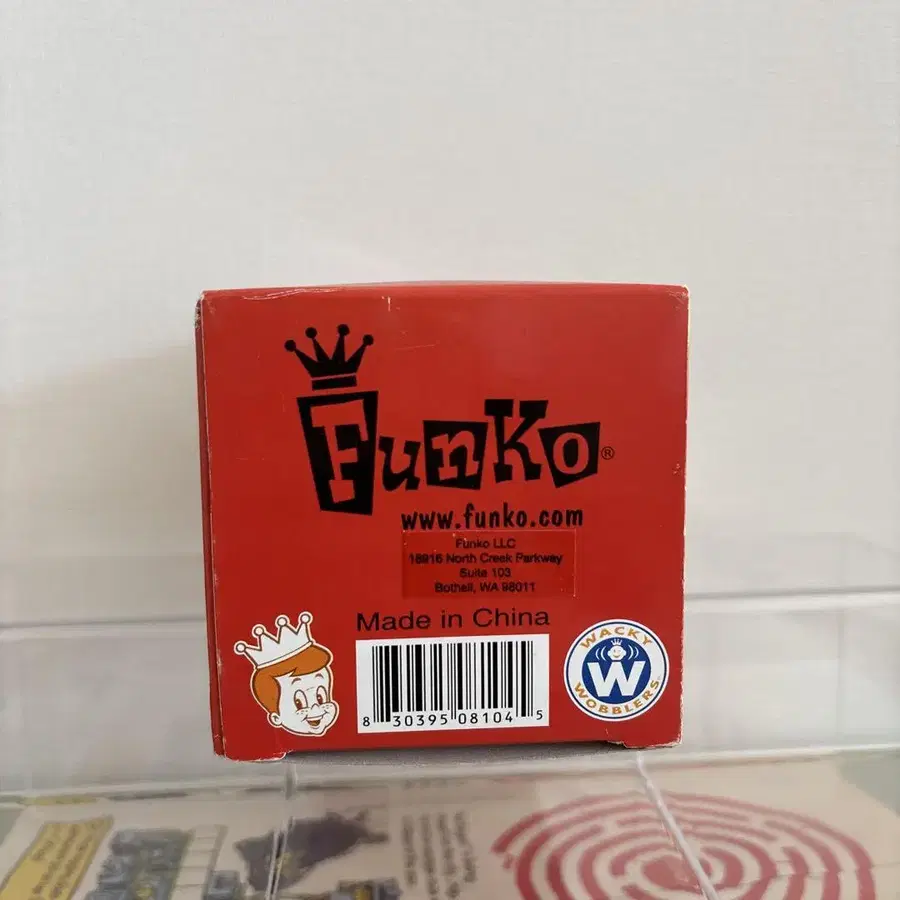 Funko®
www.funko.com
Funko LLC
18916 North Creek Parkway
Suite 103
Bothell, WA 98011
Made in China
8 30395 08104 5
WACKY
W
WOBBLERS